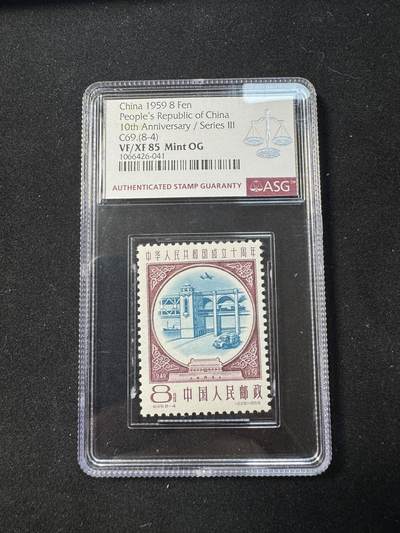 China 1959 8 Fen
People's Republic of China
10th Anniversary / Series III
C69.(8-4)
VF/XF 85 Mint OG
1066426-041
AUTHENTICATED STAMP GUARANTY
ASG
中华人民共和国成立十周年
1949 1959
8 中国人民邮政